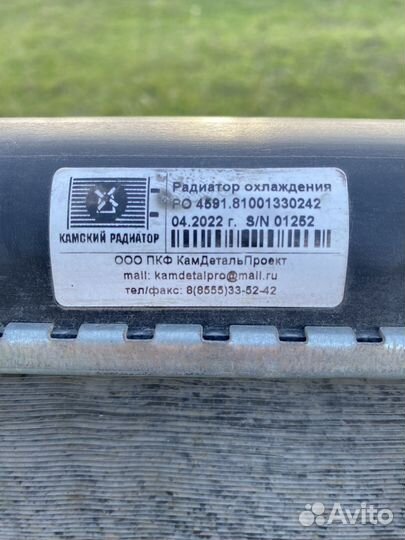 КАМСКИЙ РАДИАТОР
Радиатор охлаждения
РО 4591.81001330242
04.2022 г. S/N 01252
ООО ПКФ КамДетальПроект
mail: kamdetalpro@mail.ru
тел/факс: 8(8555)33-52-42
Avito